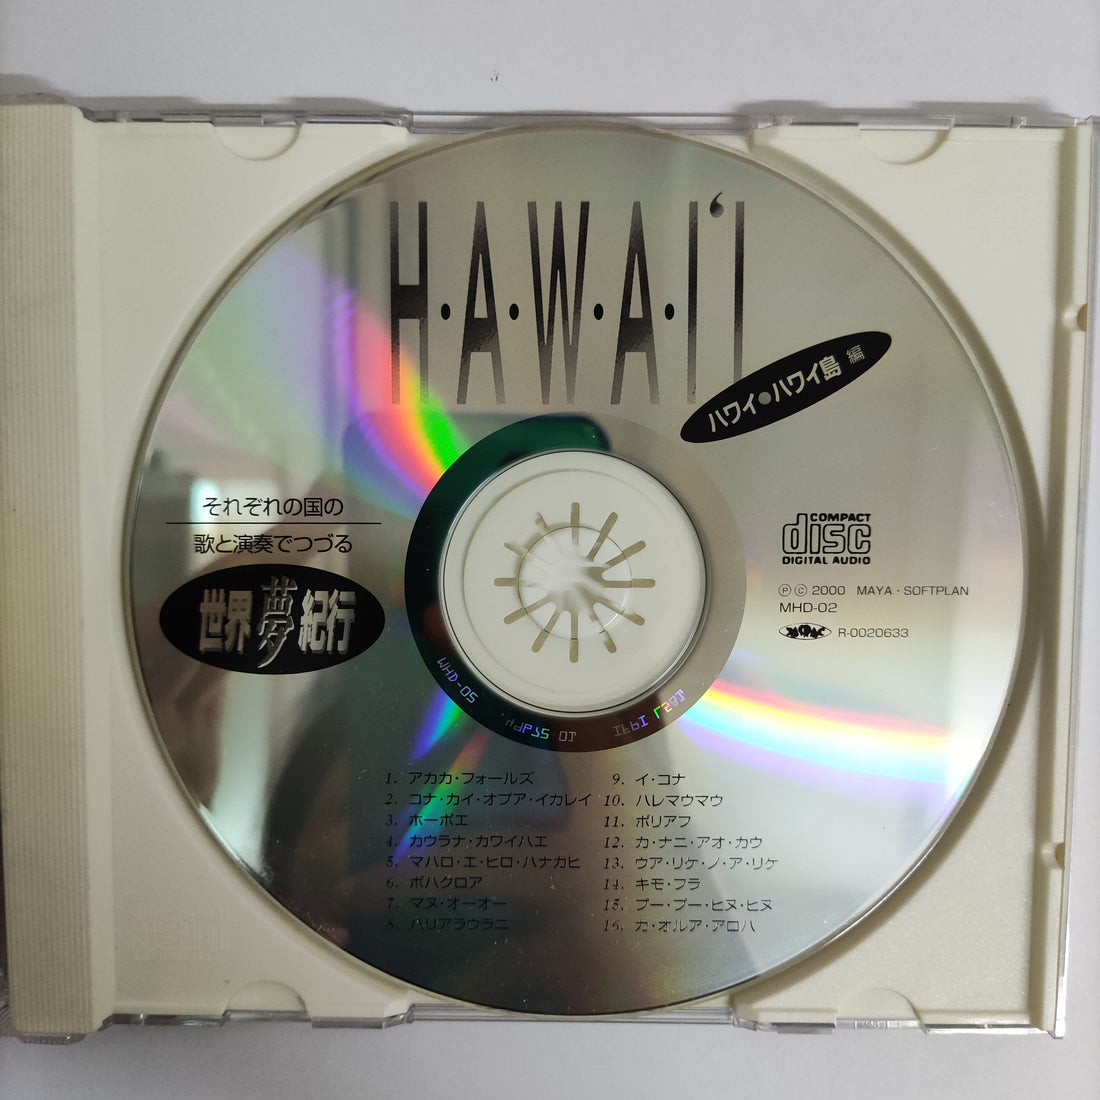 H・A・W・A・I‘I
ハワイ●ハワイ島 編
それぞれの国の
歌と演奏でつづる
世界夢紀行
COMPACT
disc
DIGITAL AUDIO
Ⓟ Ⓒ 2000 MAYA・SOFTPLAN
MHD-02
R-0020633
1. アカカ・フォールズ
2. コナ・カイ・オプア・イカレイ
3. ホーポエ
4. カウラナ・カワイハエ
5. マハロ・エ・ヒロ・ハナカヒ
6. ポハクロア
7. マヌ・オーオー
8. ハリアラウラニ
9. イ・コナ
10. ハレマウマウ
11. ポリアフ
12. カ・ナニ・アオ・カウ
13. ウア・リケ・ノ・ア・リケ
14. キモ・フラ
15. プー・プー・ヒヌ・ヒヌ
16. カ・オルア・アロハ